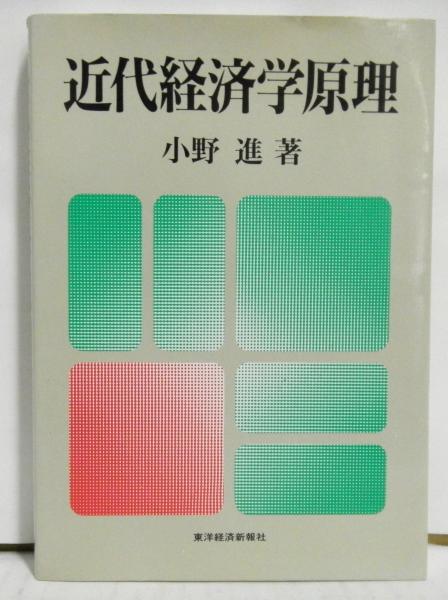 近代経済学原理
小野 進 著
東洋経済新報社